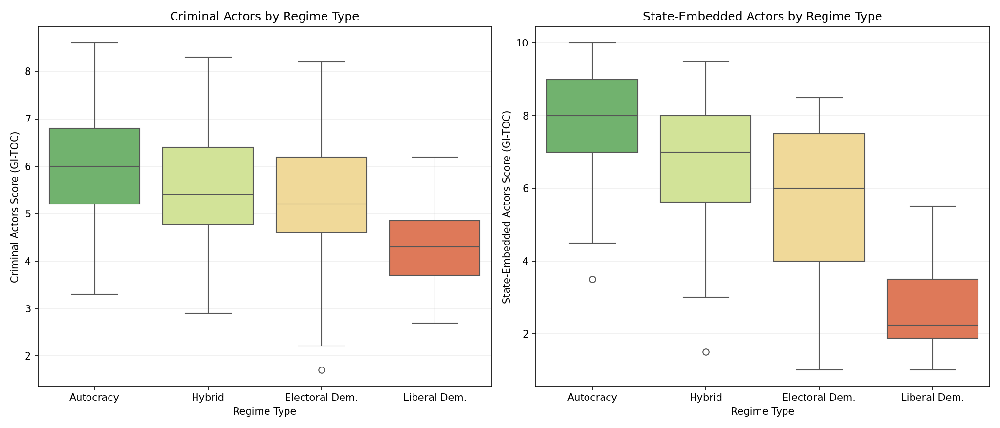 Criminal Actors by Regime Type
Criminal Actors Score (GI-TOC)
8
7
6
5
4
3
2
Autocracy
Hybrid
Electoral Dem.
Liberal Dem.
Regime Type
State-Embedded Actors by Regime Type
State-Embedded Actors Score (GI-TOC)
10
8
6
4
2
Autocracy
Hybrid
Electoral Dem.
Liberal Dem.
Regime Type